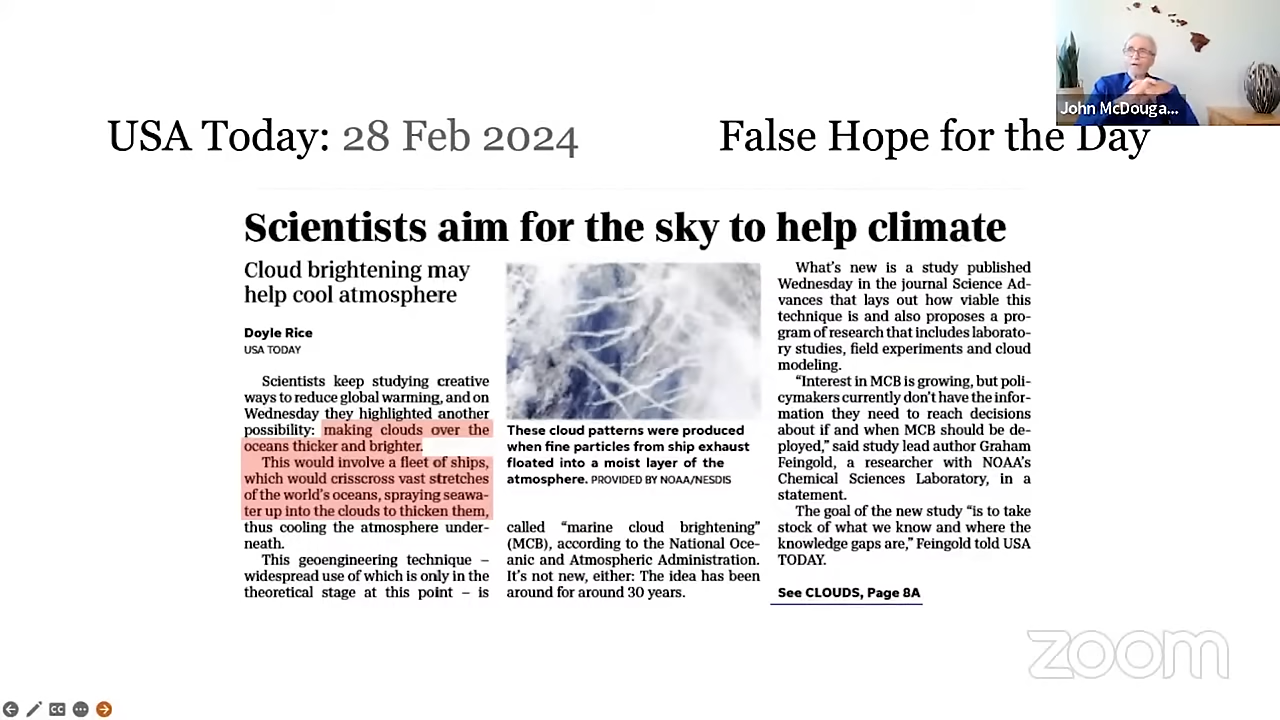 John McDouga...
USA Today: 28 Feb 2024
False Hope for the Day
Scientists aim for the sky to help climate
Cloud brightening may
help cool atmosphere
Doyle Rice
USA TODAY
Scientists keep studying creative
ways to reduce global warming, and on
Wednesday they highlighted another
possibility: making clouds over the
oceans thicker and brighter.
This would involve a fleet of ships,
which would crisscross vast stretches
of the world's oceans, spraying seawa-
ter up into the clouds to thicken them,
thus cooling the atmosphere under-
neath.
This geoengineering technique –
widespread use of which is only in the
theoretical stage at this point – is
These cloud patterns were produced
when fine particles from ship exhaust
floated into a moist layer of the
atmosphere. PROVIDED BY NOAA/NESDIS
called “marine cloud brightening”
(MCB), according to the National Oce-
anic and Atmospheric Administration.
It's not new, either: The idea has been
around for around 30 years.
What's new is a study published
Wednesday in the journal Science Ad-
vances that lays out how viable this
technique is and also proposes a pro-
gram of research that includes laborato-
ry studies, field experiments and cloud
modeling.
“Interest in MCB is growing, but poli-
cymakers currently don't have the infor-
mation they need to reach decisions
about if and when MCB should be de-
ployed,” said study lead author Graham
Feingold, a researcher with NOAA's
Chemical Sciences Laboratory, in a
statement.
The goal of the new study “is to take
stock of what we know and where the
knowledge gaps are,” Feingold told USA
TODAY.
See CLOUDS, Page 8A
zoom
CC